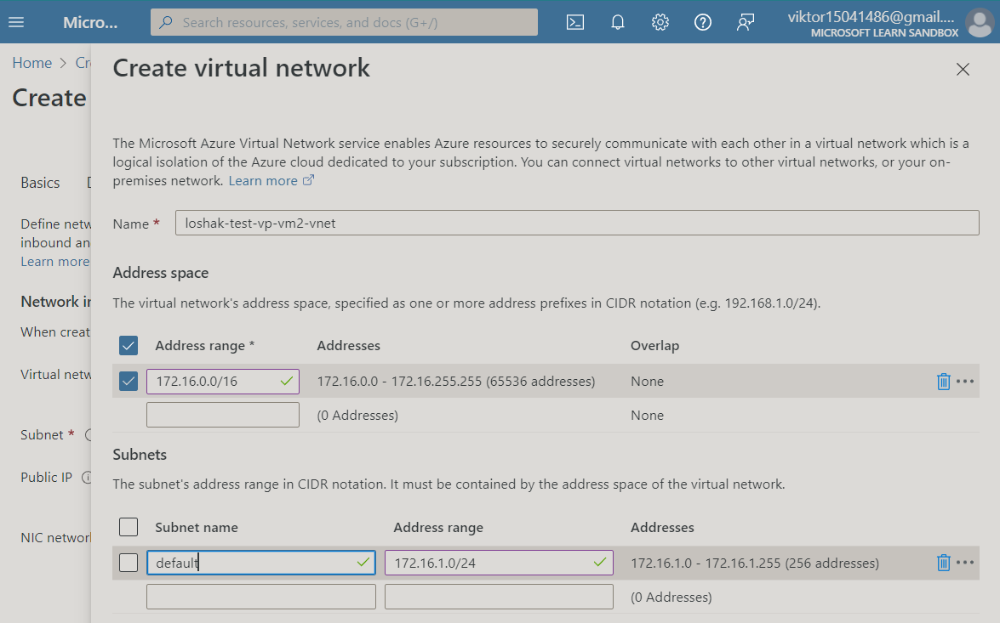 Micro...
Search resources, services, and docs (G+/)
viktor15041486@gmail....
MICROSOFT LEARN SANDBOX
Home > Cr
Create
Basics D
Define netw
inbound an
Learn more
Network in
When creat
Virtual netw
Subnet *
Public IP
NIC networ
Create virtual network
The Microsoft Azure Virtual Network service enables Azure resources to securely communicate with each other in a virtual network which is a
logical isolation of the Azure cloud dedicated to your subscription. You can connect virtual networks to other virtual networks, or your on-
premises network. Learn more
Name * loshak-test-vp-vm2-vnet
Address space
The virtual network's address space, specified as one or more address prefixes in CIDR notation (e.g. 192.168.1.0/24).
Address range * Addresses Overlap
172.16.0.0/16 172.16.0.0 - 172.16.255.255 (65536 addresses) None
(0 Addresses) None
Subnets
The subnet's address range in CIDR notation. It must be contained by the address space of the virtual network.
Subnet name Address range Addresses
default 172.16.1.0/24 172.16.1.0 - 172.16.1.255 (256 addresses)
(0 Addresses)